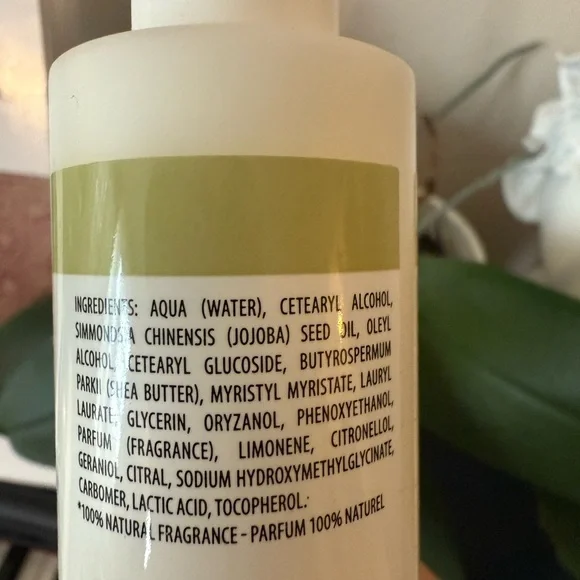 INGREDIENTS: AQUA (WATER), CETEARYL ALCOHOL,
SIMMONDSIA CHINENSIS (JOJOBA) SEED OIL, OLEYL
ALCOHOL, CETEARYL GLUCOSIDE, BUTYROSPERMUM
PARKII (SHEA BUTTER), MYRISTYL MYRISTATE, LAURYL
LAURATE, GLYCERIN, ORYZANOL, PHENOXYETHANOL,
PARFUM (FRAGRANCE), LIMONENE, CITRONELLOL,
GERANIOL, CITRAL, SODIUM HYDROXYMETHYLGLYCINATE,
CARBOMER, LACTIC ACID, TOCOPHEROL.·
*100% NATURAL FRAGRANCE - PARFUM 100% NATUREL